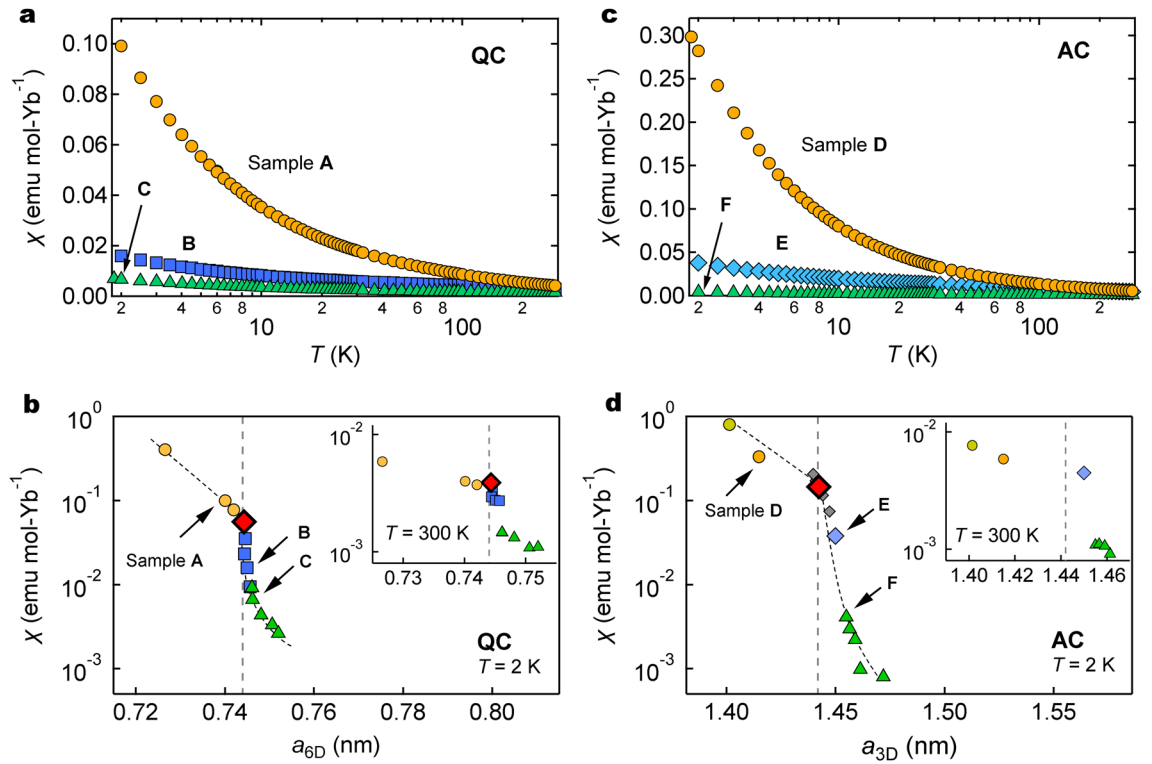 a
QC
χ (emu mol-Yb⁻¹)
0.10
0.08
0.06
0.04
0.02
0.00
Sample A
C
B
2 4 6 8 2 4 6 8 2
10 100
T (K)
c
AC
χ (emu mol-Yb⁻¹)
0.30
0.25
0.20
0.15
0.10
0.05
0.00
Sample D
F
E
2 4 6 8 2 4 6 8 2
10 100
T (K)
b
χ (emu mol-Yb⁻¹)
10⁰
10⁻¹
10⁻²
10⁻³
Sample A
B
C
10⁻²
10⁻³
T = 300 K
0.73 0.74 0.75
QC
T = 2 K
0.72 0.74 0.76 0.78 0.80
a6D (nm)
d
χ (emu mol-Yb⁻¹)
10⁰
10⁻¹
10⁻²
10⁻³
Sample D
E
F
10⁻²
10⁻³
T = 300 K
1.40 1.42 1.44 1.46
AC
T = 2 K
1.40 1.45 1.50 1.55
a3D (nm)